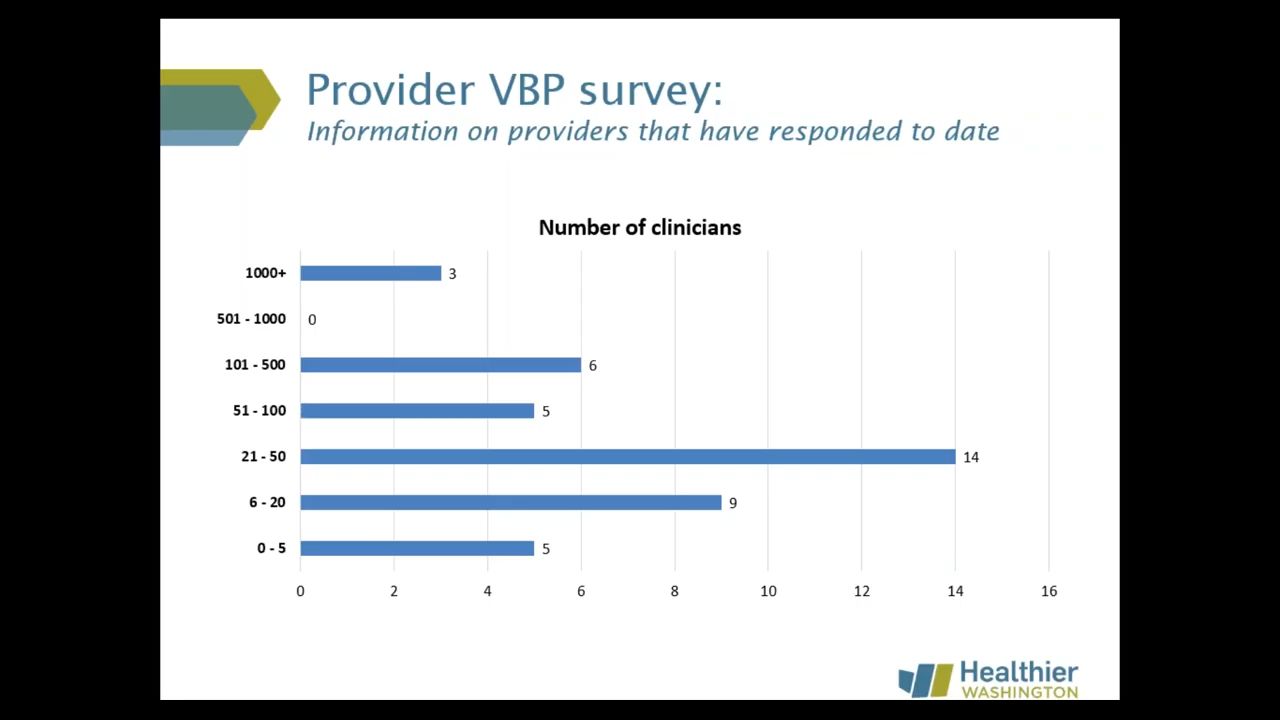 Provider VBP survey:
Information on providers that have responded to date
Number of clinicians
1000+ 3
501 - 1000 0
101 - 500 6
51 - 100 5
21 - 50 14
6 - 20 9
0 - 5 5
0 2 4 6 8 10 12 14 16
Healthier
WASHINGTON